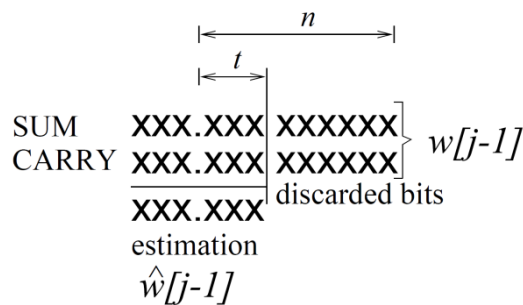 n
t
SUM XXX.XXX XXXXXX
CARRY XXX.XXX XXXXXX
w[j-1]
discarded bits
XXX.XXX
estimation
ŵ[j-1]